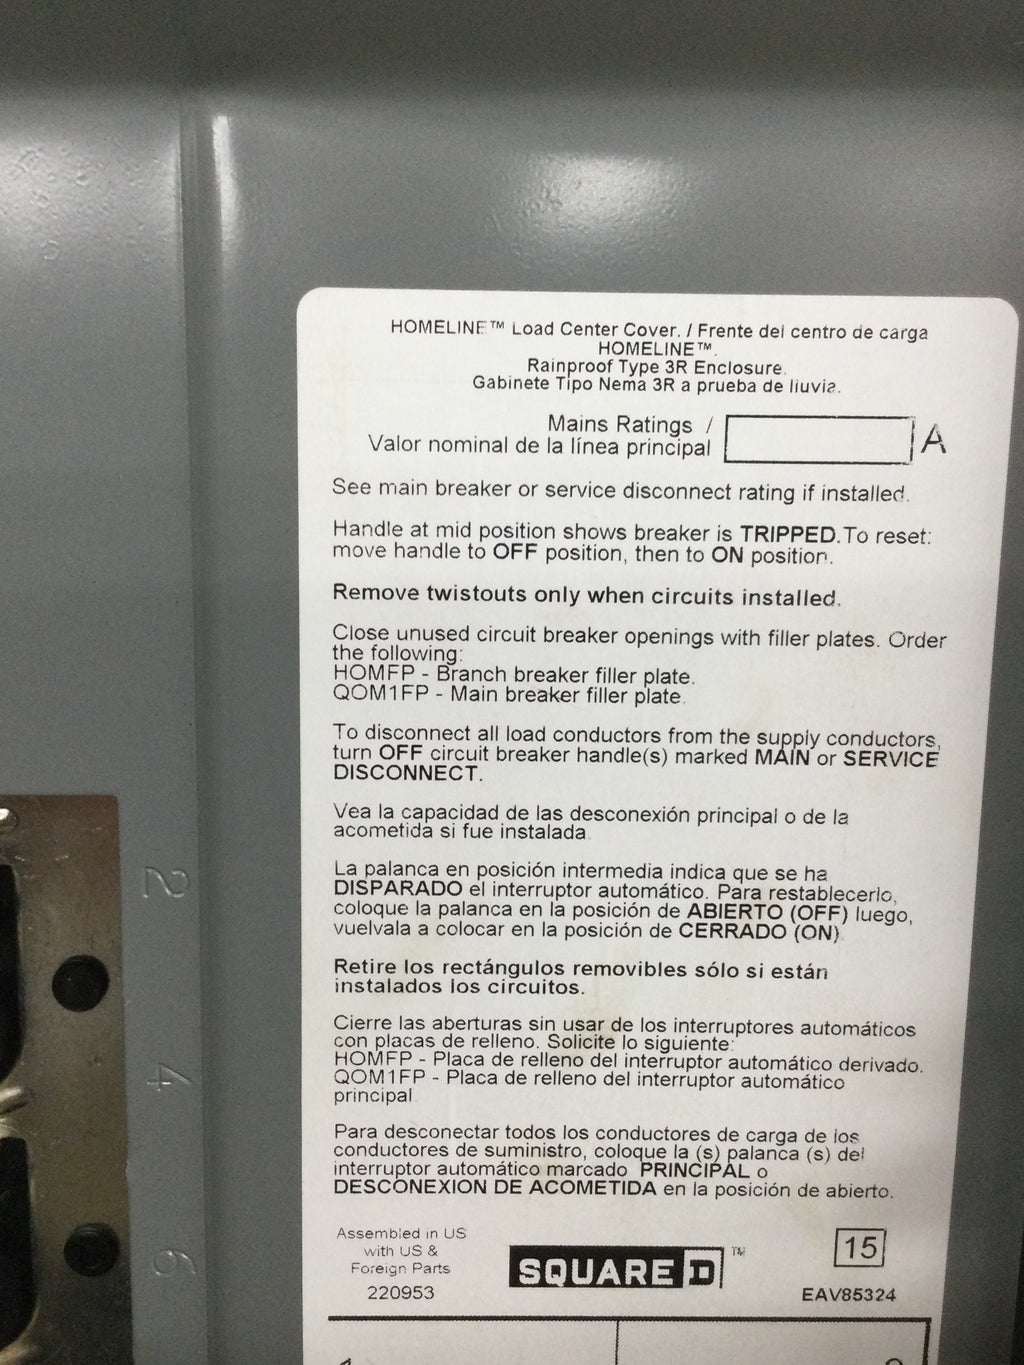 HOMELINE™ Load Center Cover. / Frente del centro de carga
HOMELINE™.
Rainproof Type 3R Enclosure.
Gabinete Tipo Nema 3R a prueba de lluvia.
Mains Ratings /
Valor nominal de la línea principal
A
See main breaker or service disconnect rating if installed.
Handle at mid position shows breaker is TRIPPED. To reset:
move handle to OFF position, then to ON position.
Remove twistouts only when circuits installed.
Close unused circuit breaker openings with filler plates. Order
the following:
HOMFP - Branch breaker filler plate.
QOM1FP - Main breaker filler plate.
To disconnect all load conductors from the supply conductors,
turn OFF circuit breaker handle(s) marked MAIN or SERVICE
DISCONNECT.
Vea la capacidad de las desconexión principal o de la
acometida si fue instalada.
La palanca en posición intermedia indica que se ha
DISPARADO el interruptor automático. Para restablecerlo,
coloque la palanca en la posición de ABIERTO (OFF) luego,
vuelvala a colocar en la posición de CERRADO (ON)
Retire los rectángulos removibles sólo si están
instalados los circuitos.
Cierre las aberturas sin usar de los interruptores automáticos
con placas de relleno. Solicite lo siguiente:
HOMFP - Placa de relleno del interruptor automático derivado.
QOM1FP - Placa de relleno del interruptor automático
principal
Para desconectar todos los conductores de carga de los
conductores de suministro, coloque la (s) palanca (s) del
interruptor automático marcado PRINCIPAL o
DESCONEXION DE ACOMETIDA en la posición de abierto.
Assembled in US
with US &
Foreign Parts
220953
SQUARE D ™
15
EAV85324
2
4
6